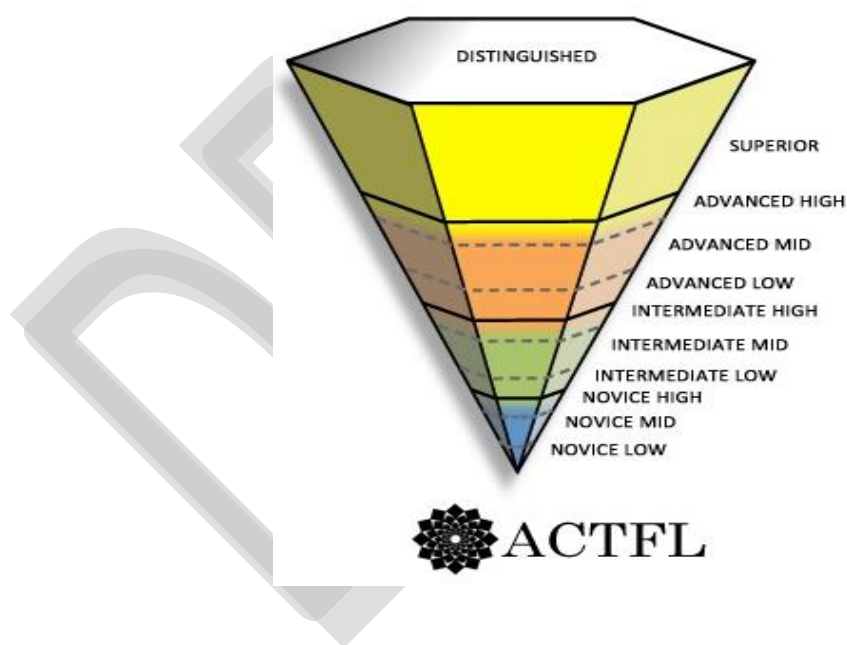 DISTINGUISHED
SUPERIOR
ADVANCED HIGH
ADVANCED MID
ADVANCED LOW
INTERMEDIATE HIGH
INTERMEDIATE MID
INTERMEDIATE LOW
NOVICE HIGH
NOVICE MID
NOVICE LOW
ACTFL